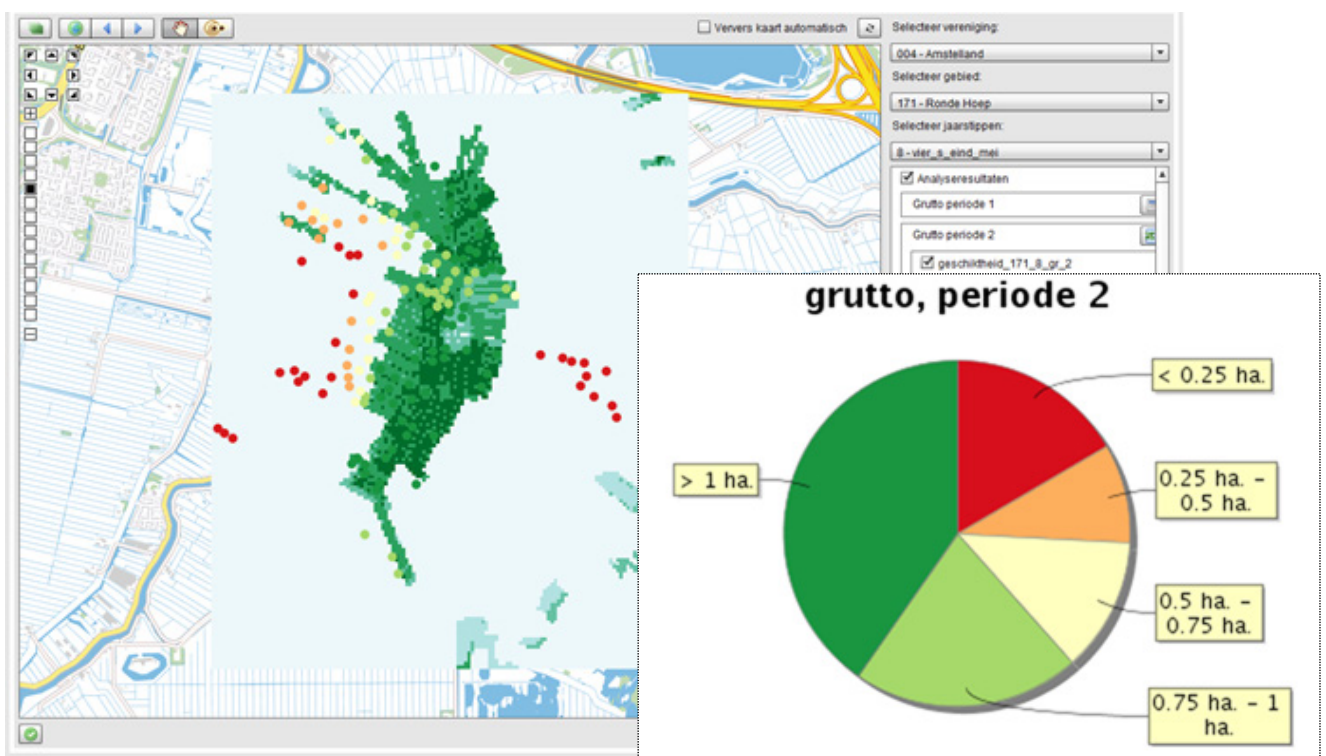 Ververs kaart automatisch
Selecteer vereniging:
004 - Amstelland
Selecteer gebied:
171 - Ronde Hoep
Selecteer jaarstippen:
8 - vier_s_eind_mei
Analyseresultaten
Grutto periode 1
Grutto periode 2
geschiktheid_171_8_gr_2
grutto, periode 2
< 0.25 ha.
> 1 ha.
0.25 ha. –
0.5 ha.
0.5 ha. –
0.75 ha.
0.75 ha. – 1
ha.